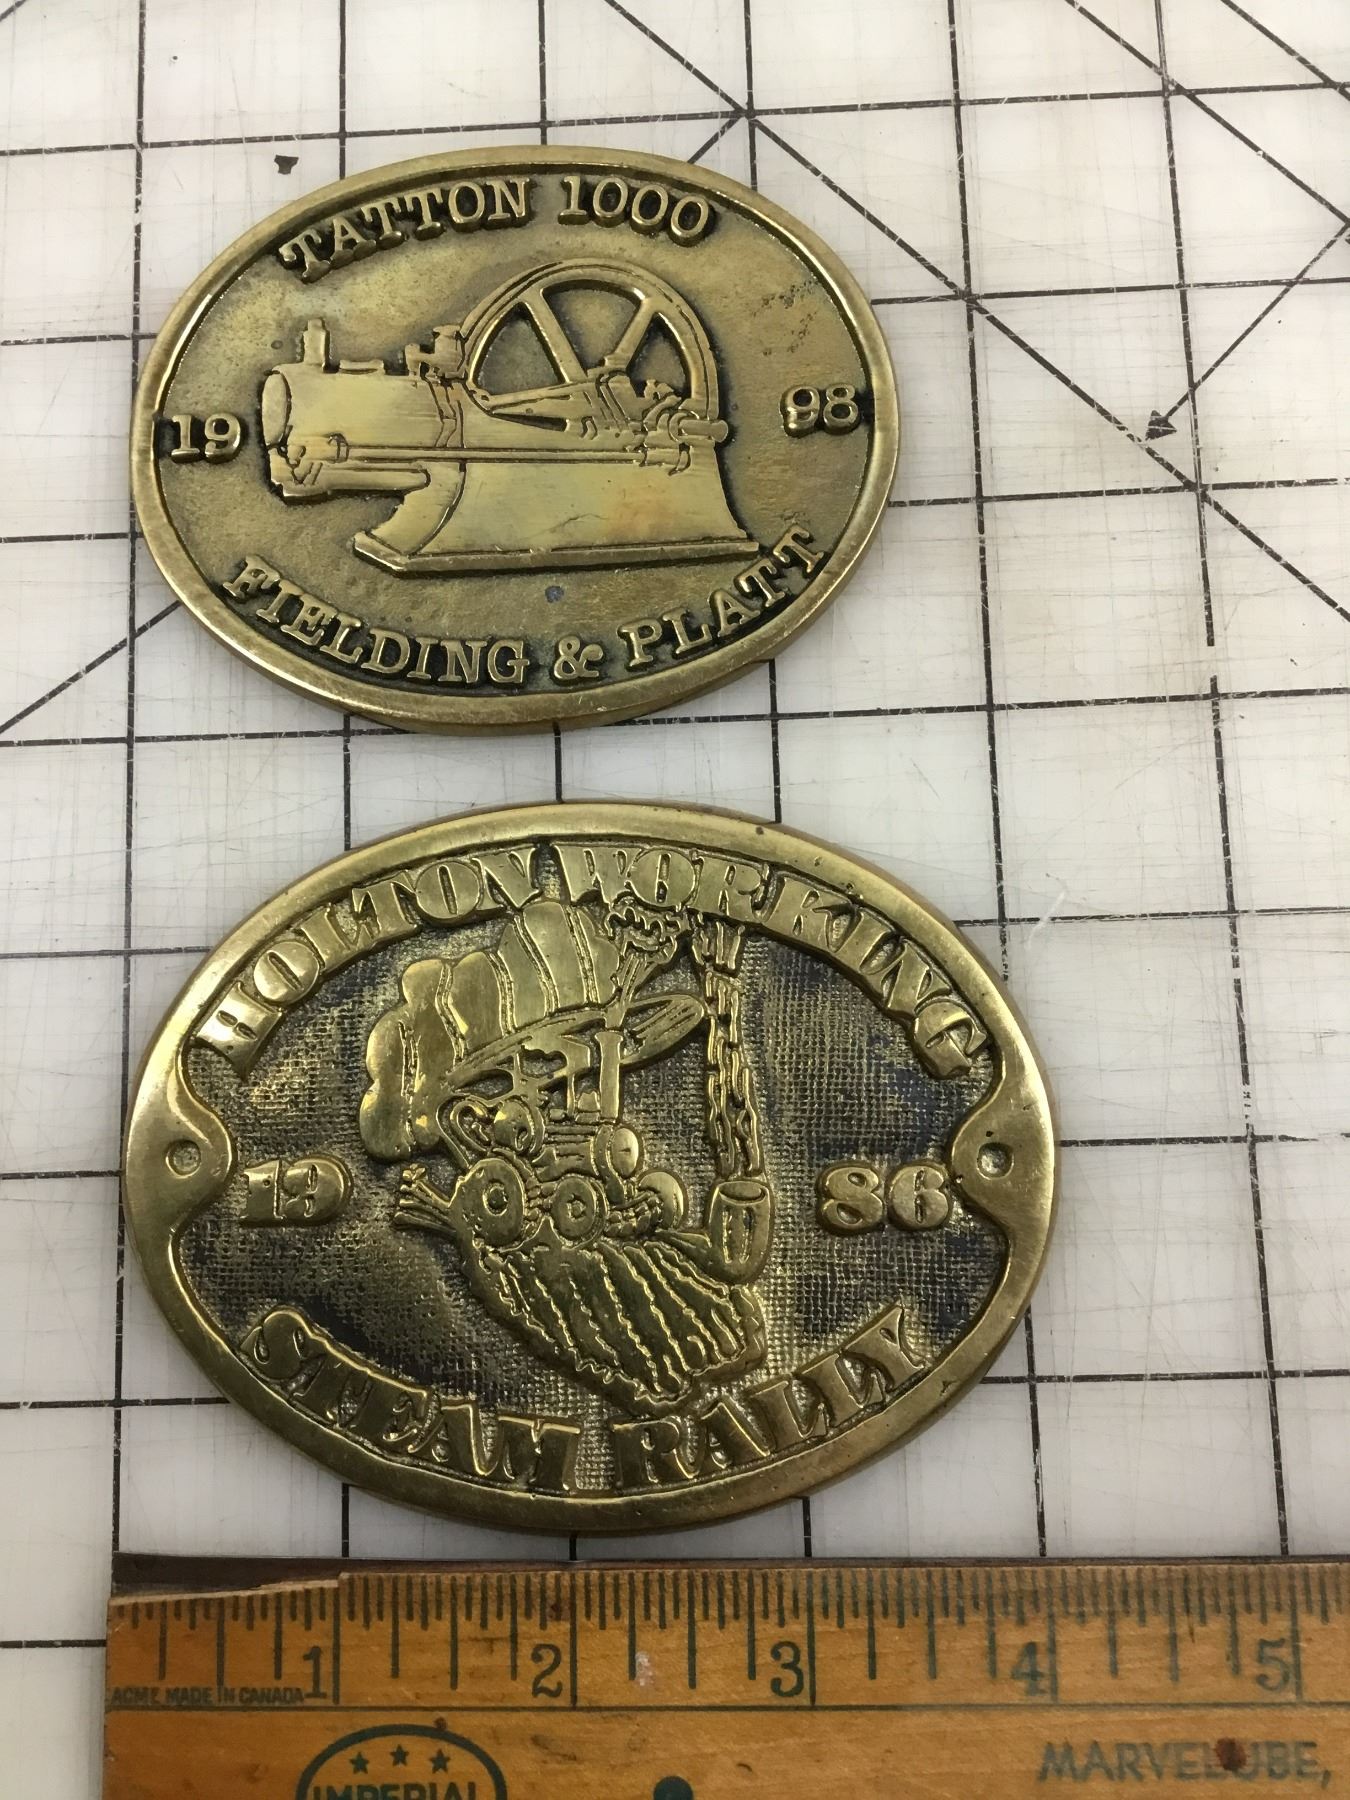 TATTON 1000
19 98
FIELDING & PLATT
HOLTON WORKING
19 86
STEAM RALLY
1 2 3 4 5
ACME MADE IN CANADA
IMPERIAL